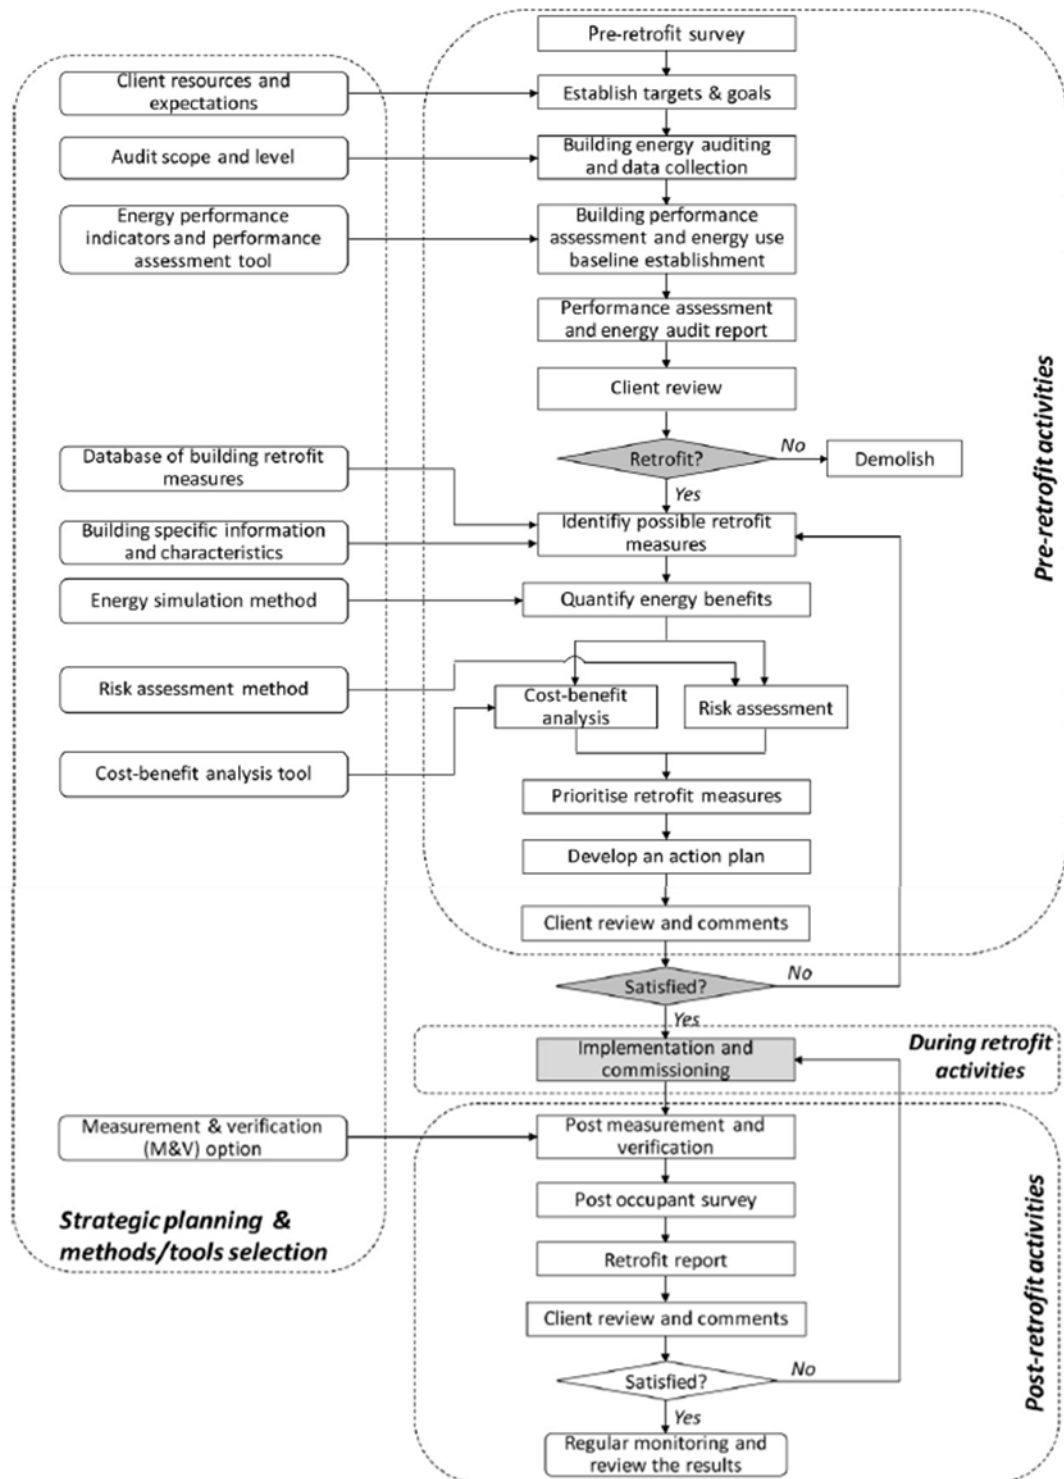 Pre-retrofit survey
Client resources and
expectations
Establish targets & goals
Audit scope and level
Building energy auditing
and data collection
Energy performance
indicators and performance
assessment tool
Building performance
assessment and energy use
baseline establishment
Performance assessment
and energy audit report
Client review
Retrofit?
No
Demolish
Yes
Database of building retrofit
measures
Identifiy possible retrofit
measures
Building specific information
and characteristics
Energy simulation method
Quantify energy benefits
Risk assessment method
Cost-benefit
analysis
Risk assessment
Cost-benefit analysis tool
Prioritise retrofit measures
Develop an action plan
Client review and comments
Satisfied?
No
Yes
Pre-retrofit activities
Implementation and
commissioning
During retrofit
activities
Measurement & verification
(M&V) option
Post measurement and
verification
Post occupant survey
Retrofit report
Client review and comments
Satisfied?
No
Yes
Regular monitoring and
review the results
Strategic planning &
methods/tools selection
Post-retrofit activities